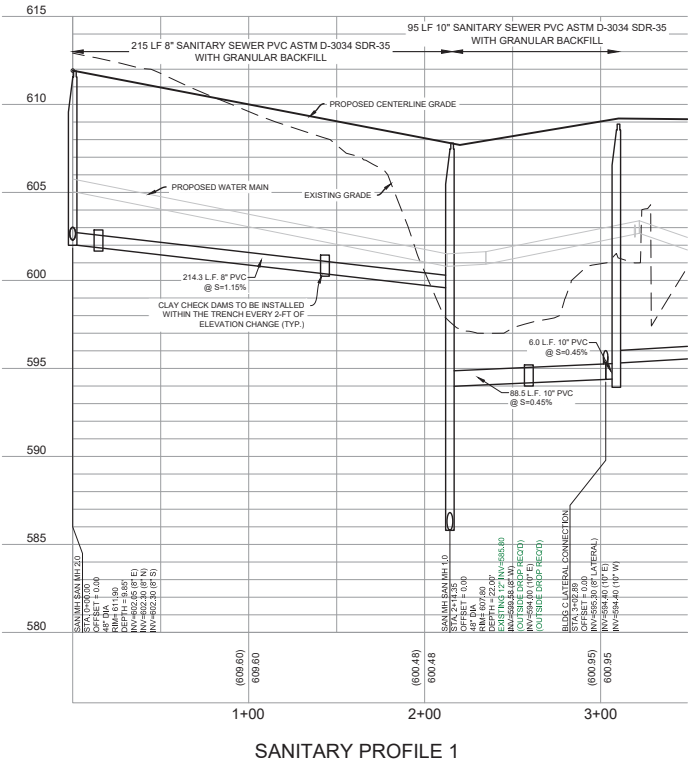 615
95 LF 10" SANITARY SEWER PVC ASTM D-3034 SDR-35
WITH GRANULAR BACKFILL
215 LF 8" SANITARY SEWER PVC ASTM D-3034 SDR-35
WITH GRANULAR BACKFILL
610
PROPOSED CENTERLINE GRADE
605
PROPOSED WATER MAIN
EXISTING GRADE
600
214.3 L.F. 8" PVC
@ S=1.15%
CLAY CHECK DAMS TO BE INSTALLED
WITHIN THE TRENCH EVERY 2-FT OF
ELEVATION CHANGE (TYP.)
595
6.0 L.F. 10" PVC
@ S=0.45%
88.5 L.F. 10" PVC
@ S=0.45%
590
585
580
SAN MH SAN MH 2.0
STA: 0+00.00
OFFSET = 0.00
48" DIA
RIM= 611.90
DEPTH = 9.85'
INV=602.05 (8" E)
INV=602.30 (8" N)
INV=602.30 (8" S)
SAN MH SAN MH 1.0
STA: 2+14.35
OFFSET = 0.00
48" DIA
RIM= 607.80
DEPTH = 22.00'
EXISTING 12" INV=585.80
INV=599.58 (8" W)
(OUTSIDE DROP REQ'D)
INV=594.00 (10" E)
(OUTSIDE DROP REQ'D)
BLDG C LATERAL CONNECTION
STA: 3+02.89
OFFSET = 0.00
INV=595.30 (8" LATERAL)
INV=594.40 (10" E)
INV=594.40 (10" W)
(609.60)
609.60
(600.48)
600.48
(600.95)
600.95
1+00
2+00
3+00
SANITARY PROFILE 1